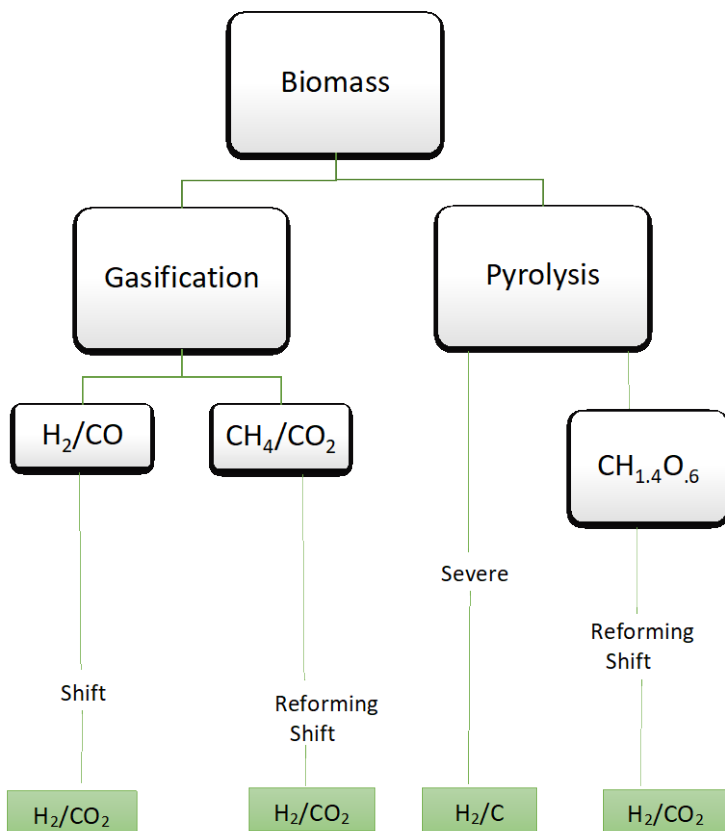 Biomass
Gasification
Pyrolysis
H₂/CO
CH₄/CO₂
CH₁.₄O.₆
Severe
Reforming
Shift
Shift
Reforming
Shift
H₂/CO₂
H₂/CO₂
H₂/C
H₂/CO₂